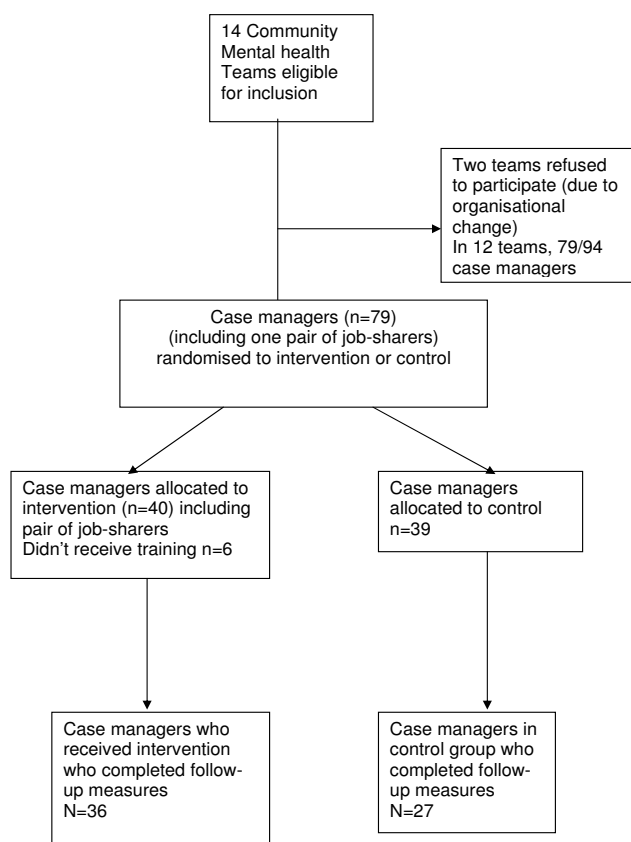 14 Community
Mental health
Teams eligible
for inclusion
Two teams refused
to participate (due to
organisational
change)
In 12 teams, 79/94
case managers
Case managers (n=79)
(including one pair of job-sharers)
randomised to intervention or control
Case managers allocated to
intervention (n=40) including
pair of job-sharers
Didn't receive training n=6
Case managers
allocated to control
n=39
Case managers who
received intervention
who completed follow-
up measures
N=36
Case managers in
control group who
completed follow-
up measures
N=27